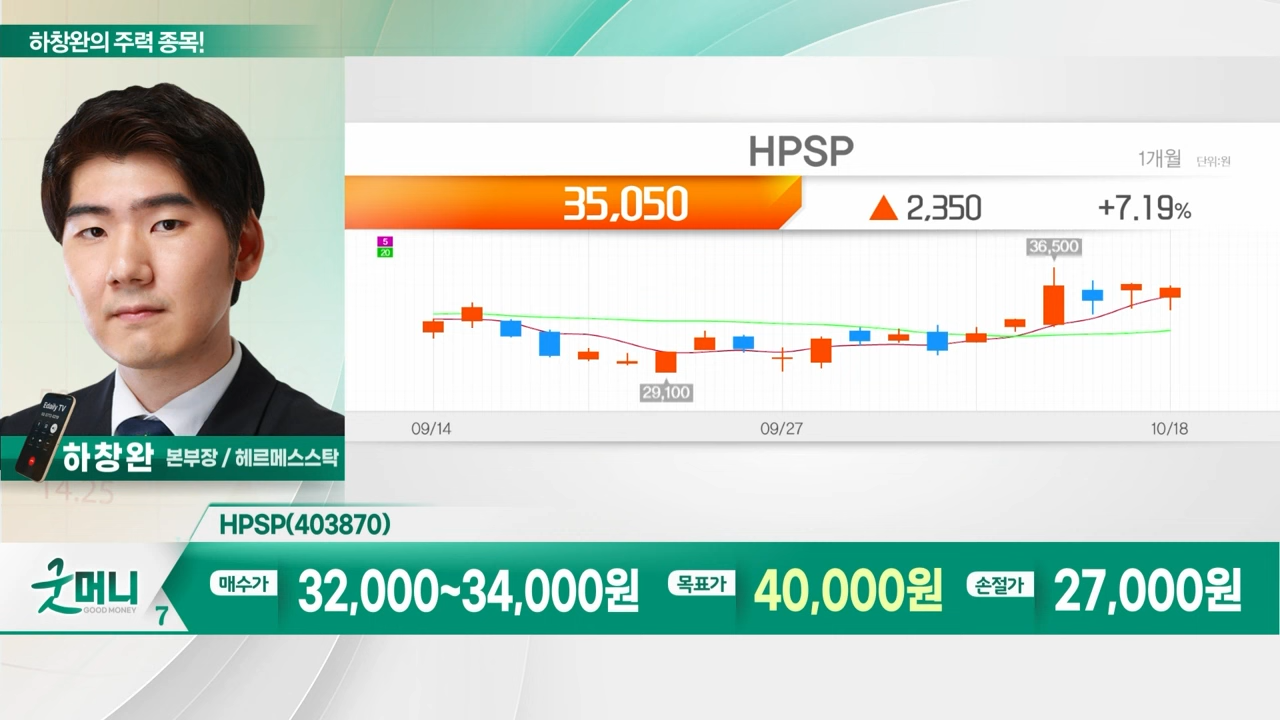 하창완의 주력 종목!
HPSP
1개월 단위:원
35,050 ▲ 2,350 +7.19%
5
20
36,500
29,100
09/14 09/27 10/18
Edaily TV
하창완 본부장 / 헤르메스스탁
14.25
HPSP(403870)
굿머니
GOOD MONEY
7
매수가 32,000~34,000원 목표가 40,000원 손절가 27,000원